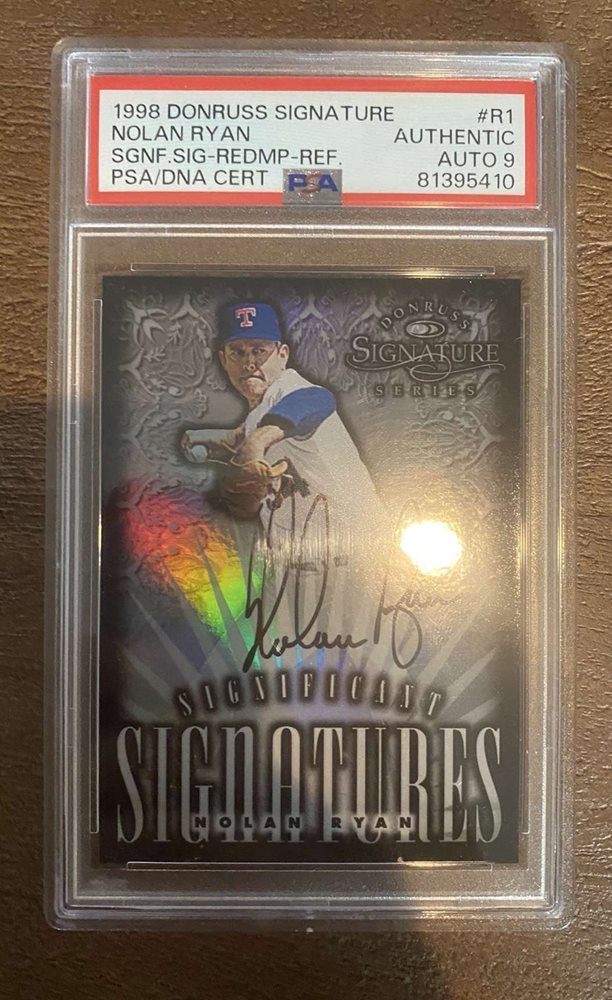 1998 DONRUSS SIGNATURE #R1
NOLAN RYAN AUTHENTIC
SGNF.SIG-REDMP-REF. AUTO 9
PSA/DNA CERT PSA 81395410
T
DONRUSS
SIGNATURE
SERIES
Nolan Ryan
SIGNIFICANT
SIGNATURES
NOLAN RYAN